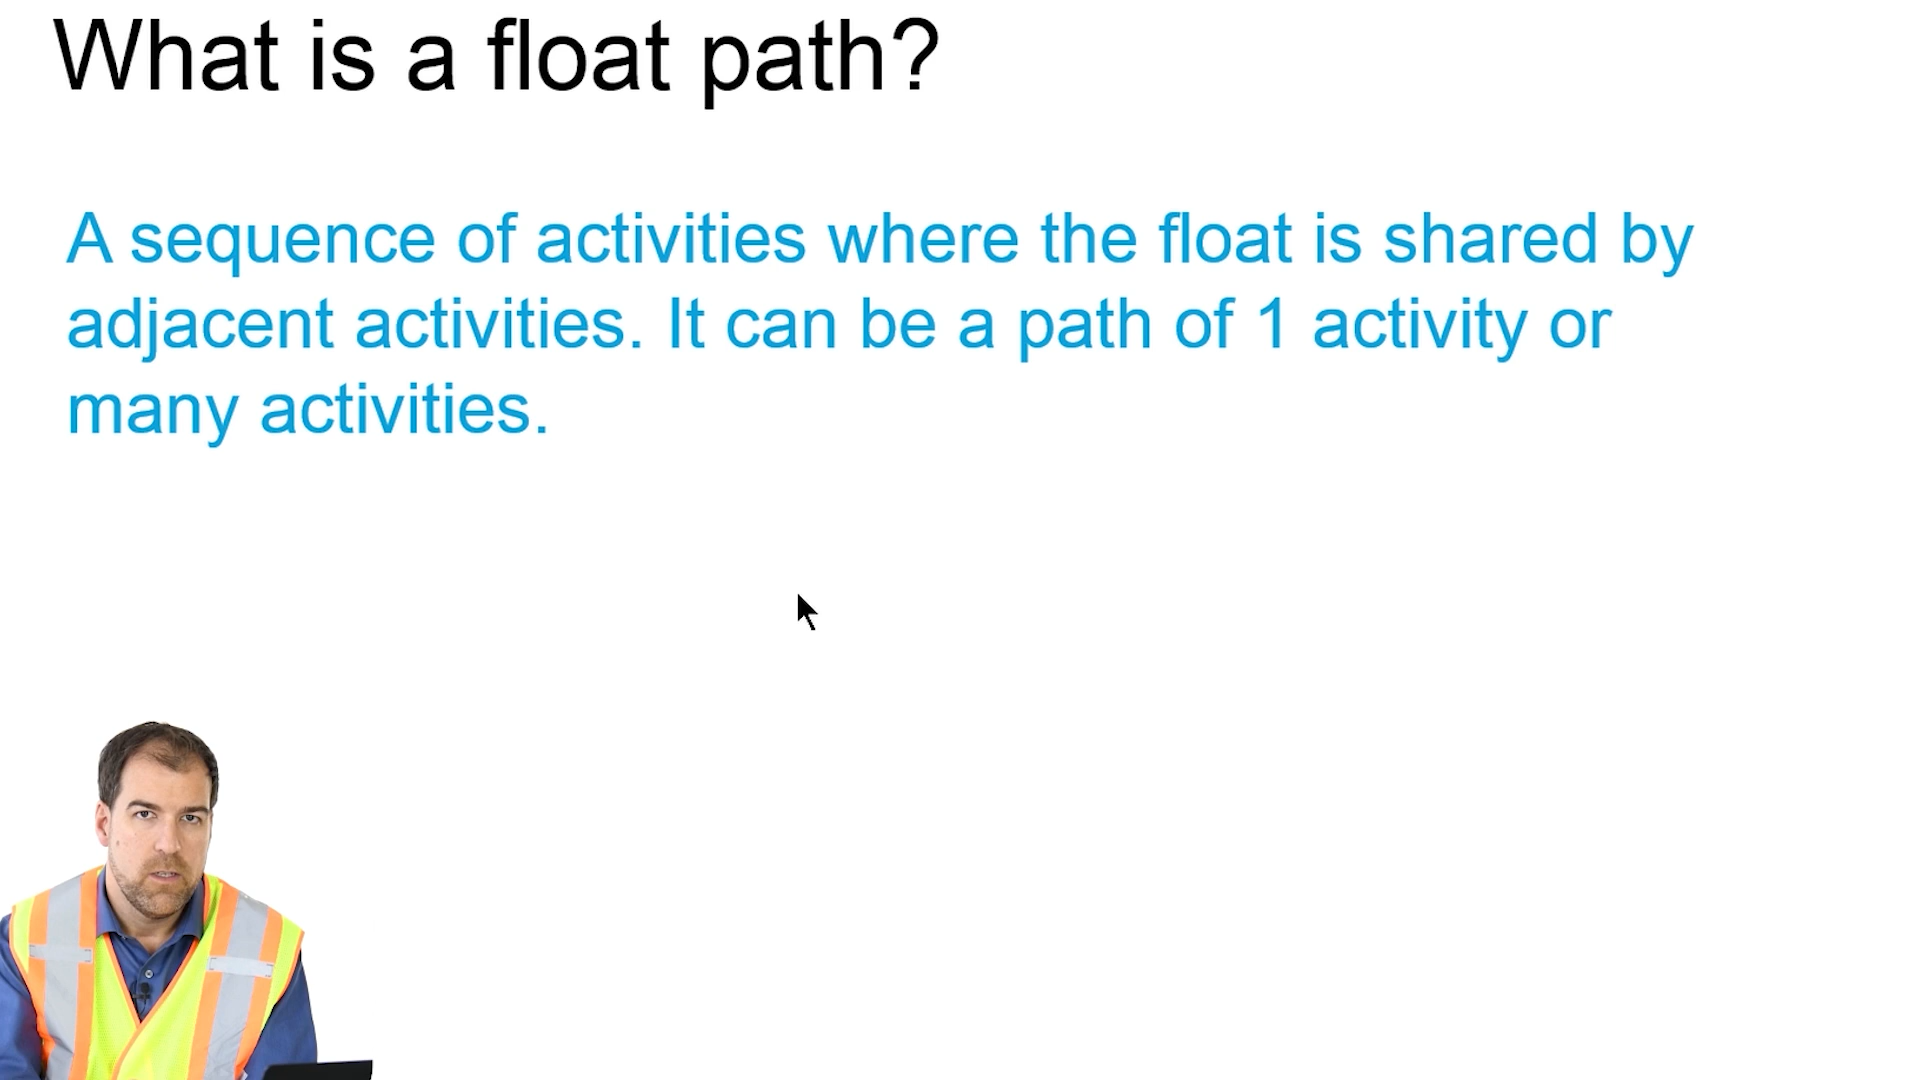 What is a float path?
A sequence of activities where the float is shared by
adjacent activities. It can be a path of 1 activity or
many activities.